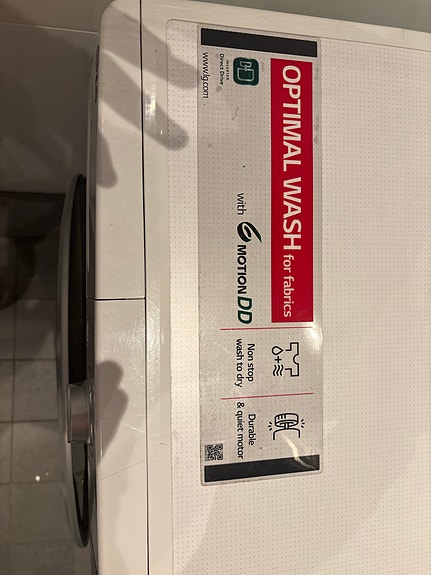 OPTIMAL WASH for fabrics
with 6 MOTION DD
INVERTER
Direct Drive
www.lg.com
Non stop
wash to dry
Durable
& quiet motor